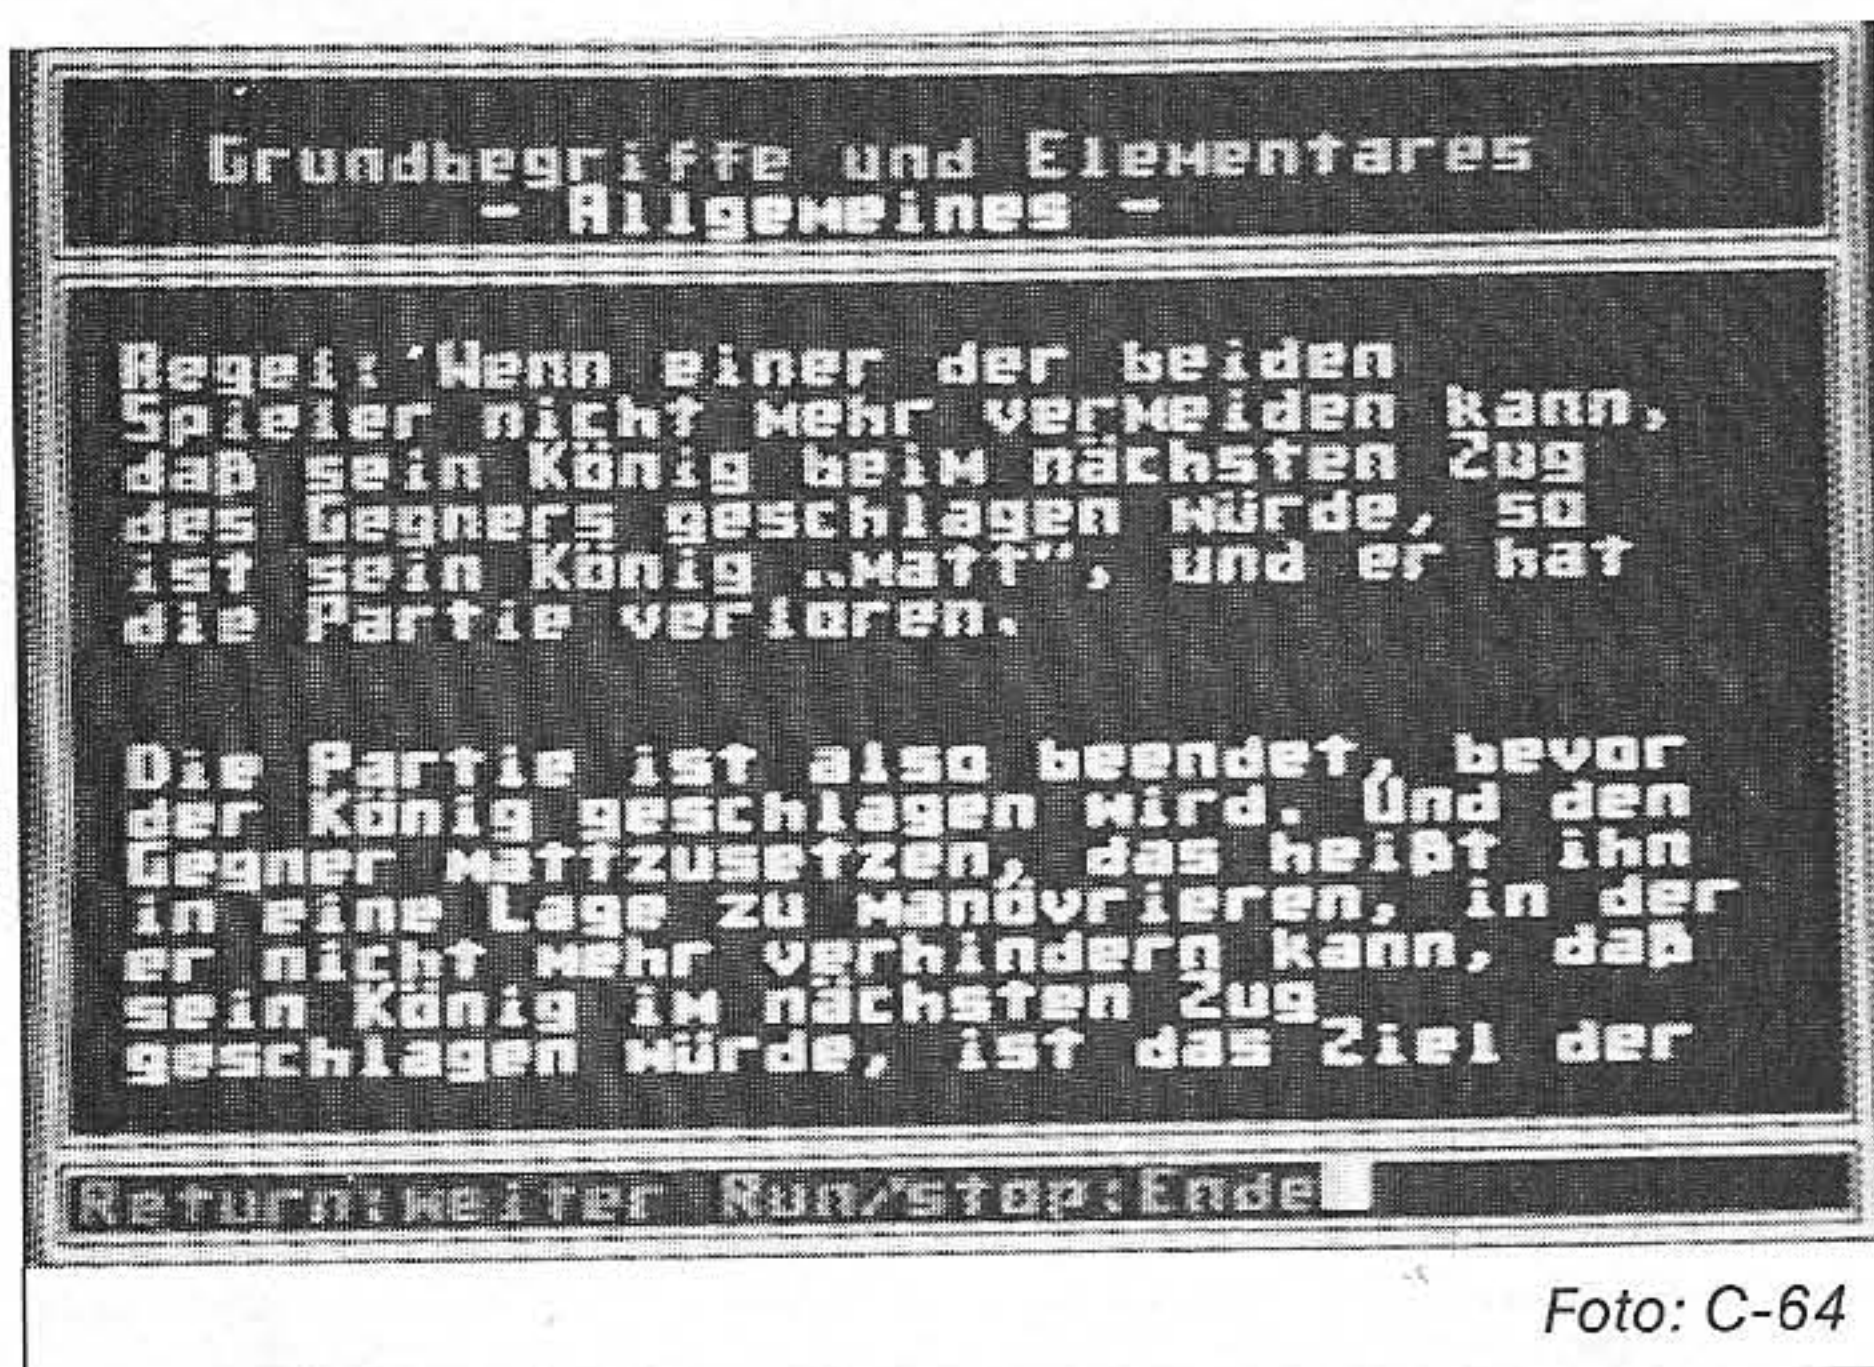 Grundbegriffe und Elementares
- Allgemeines -
Regel: Wenn einer der beiden
Spieler nicht mehr vermeiden kann,
daß sein König beim nächsten Zug
des Gegners geschlagen würde, so
ist sein König „matt”, und er hat
die Partie verloren.
Die Partie ist also beendet, bevor
der König geschlagen wird. Und den
Gegner mattzusetzen, das heißt ihn
in eine Lage zu manövrieren, in der
er nicht mehr verhindern kann, daß
sein König im nächsten Zug
geschlagen würde, ist das Ziel der
Return:weiter Run/stop:Ende
Foto: C-64